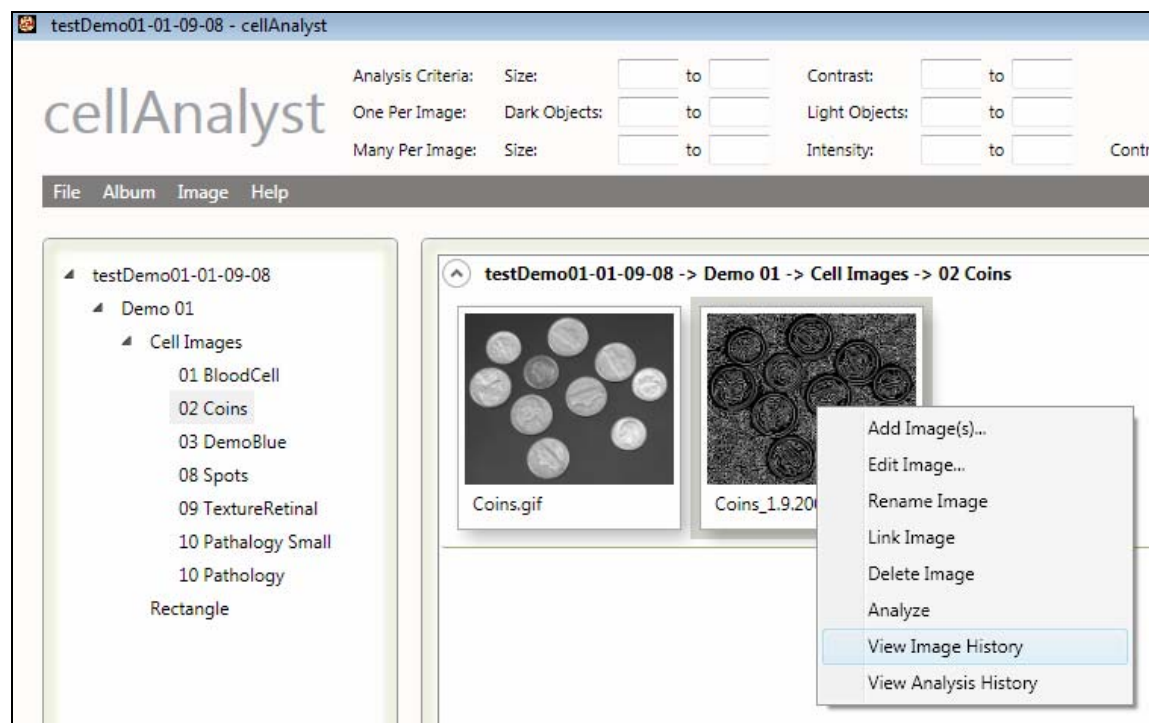 testDemo01-01-09-08 - cellAnalyst
cellAnalyst
Analysis Criteria: Size: to Contrast: to
One Per Image: Dark Objects: to Light Objects: to
Many Per Image: Size: to Intensity: to Contr
File Album Image Help
testDemo01-01-09-08
Demo 01
Cell Images
01 BloodCell
02 Coins
03 DemoBlue
08 Spots
09 TextureRetinal
10 Pathalogy Small
10 Pathology
Rectangle
testDemo01-01-09-08 -> Demo 01 -> Cell Images -> 02 Coins
Coins.gif
Coins_1.9.20
Add Image(s)...
Edit Image...
Rename Image
Link Image
Delete Image
Analyze
View Image History
View Analysis History